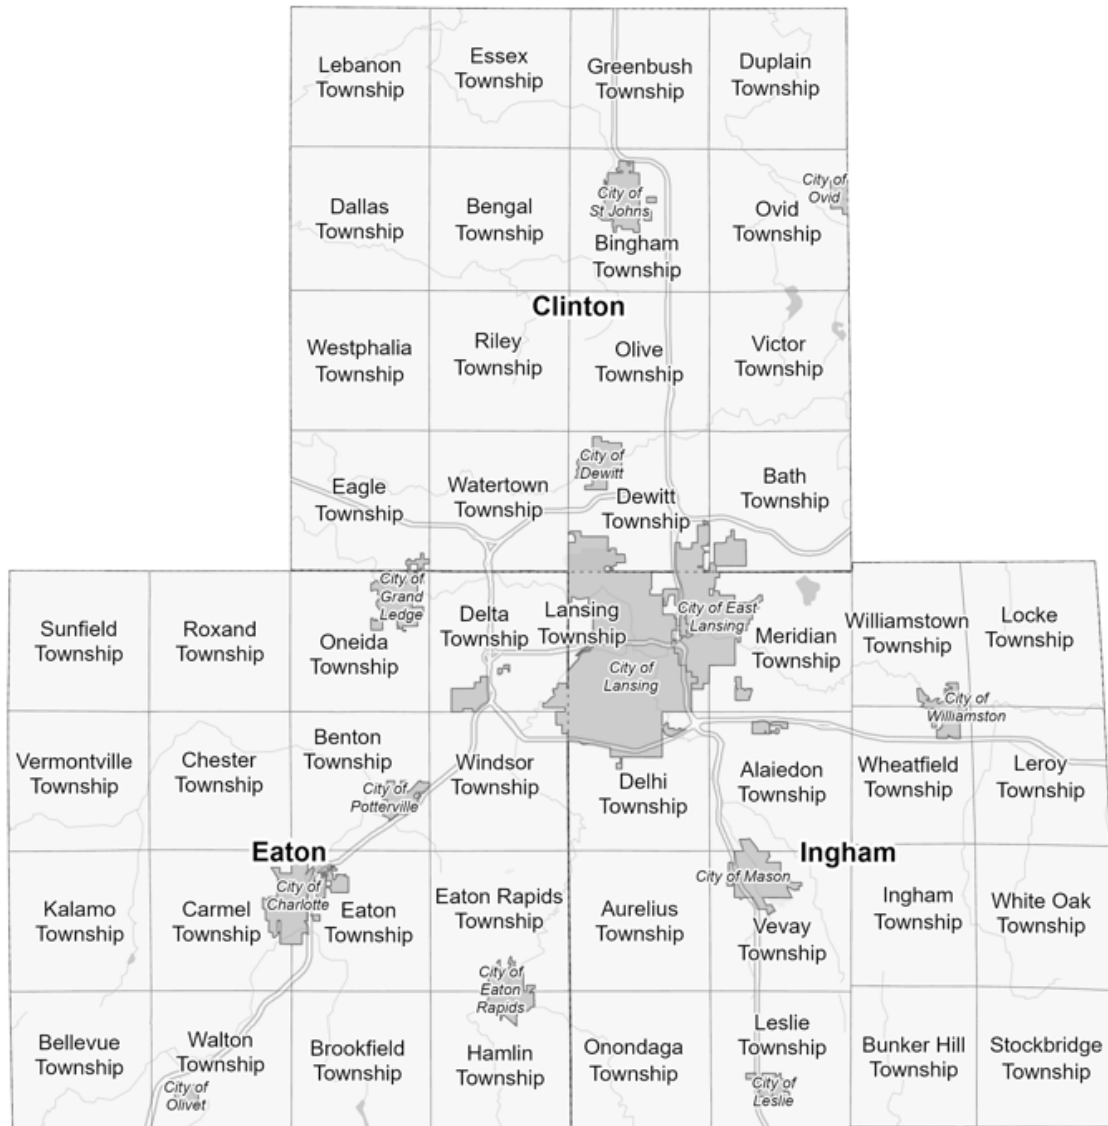 Lebanon
Township
Essex
Township
Greenbush
Township
Duplain
Township
Dallas
Township
Bengal
Township
City of
St Johns
Bingham
Township
City of
Ovid
Ovid
Township
Clinton
Westphalia
Township
Riley
Township
Olive
Township
Victor
Township
Eagle
Township
Watertown
Township
City of
Dewitt
Dewitt
Township
Bath
Township
Sunfield
Township
Roxand
Township
City of
Grand
Ledge
Oneida
Township
Delta
Township
Lansing
Township
City of East
Lansing
City of
Lansing
Meridian
Township
Williamstown
Township
Locke
Township
City of
Williamston
Vermontville
Township
Chester
Township
Benton
Township
City of
Potterville
Windsor
Township
Delhi
Township
Alaiedon
Township
Wheatfield
Township
Leroy
Township
Eaton
Ingham
Kalamo
Township
Carmel
Township
City of
Charlotte
Eaton
Township
Eaton Rapids
Township
Aurelius
Township
City of Mason
Vevay
Township
Ingham
Township
White Oak
Township
City of
Eaton
Rapids
Bellevue
Township
Walton
Township
City of
Olivet
Brookfield
Township
Hamlin
Township
Onondaga
Township
Leslie
Township
City of
Leslie
Bunker Hill
Township
Stockbridge
Township